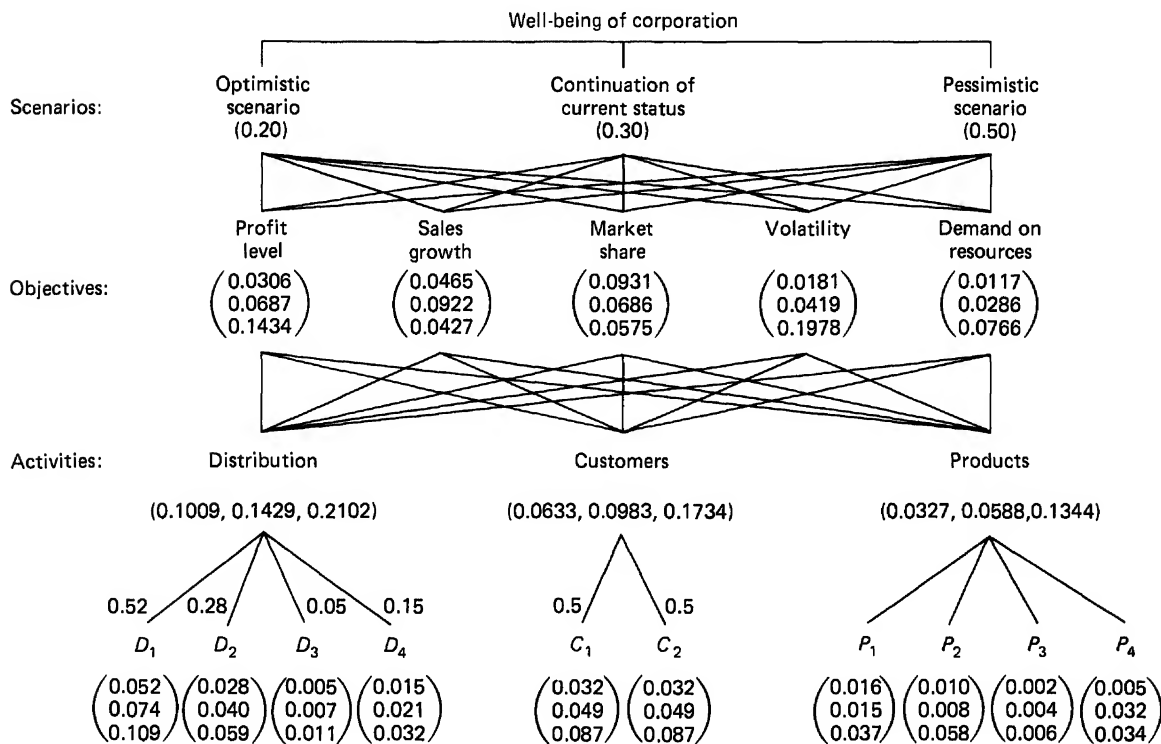 Well-being of corporation
Scenarios:
Optimistic
scenario
(0.20)
Continuation of
current status
(0.30)
Pessimistic
scenario
(0.50)
Objectives:
Profit
level
0.0306
0.0687
0.1434
Sales
growth
0.0465
0.0922
0.0427
Market
share
0.0931
0.0686
0.0575
Volatility
0.0181
0.0419
0.1978
Demand on
resources
0.0117
0.0286
0.0766
Activities:
Distribution
(0.1009, 0.1429, 0.2102)
Customers
(0.0633, 0.0983, 0.1734)
Products
(0.0327, 0.0588,0.1344)
0.52 0.28 0.05 0.15
0.5 0.5
D1 D2 D3 D4
C1 C2
P1 P2 P3 P4
0.052 0.028 0.005 0.015
0.074 0.040 0.007 0.021
0.109 0.059 0.011 0.032
0.032 0.032
0.049 0.049
0.087 0.087
0.016 0.010 0.002 0.005
0.015 0.008 0.004 0.032
0.037 0.058 0.006 0.034